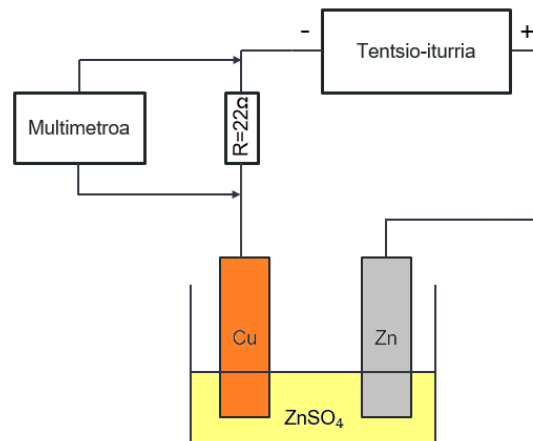 - Tentsio-iturria +
Multimetroa
R=22Ω
Cu
Zn
ZnSO₄